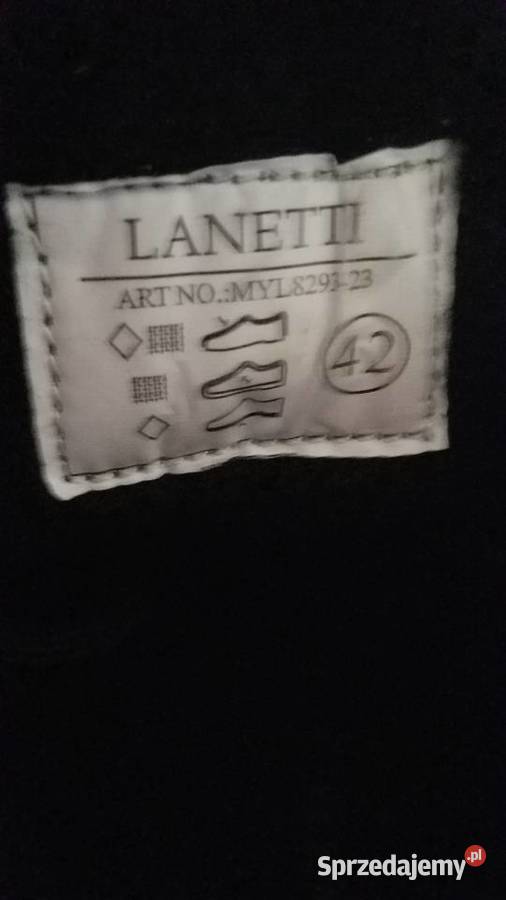 LANETTI
ART NO.:MYL8293-23
42
Sprzedajemy.pl